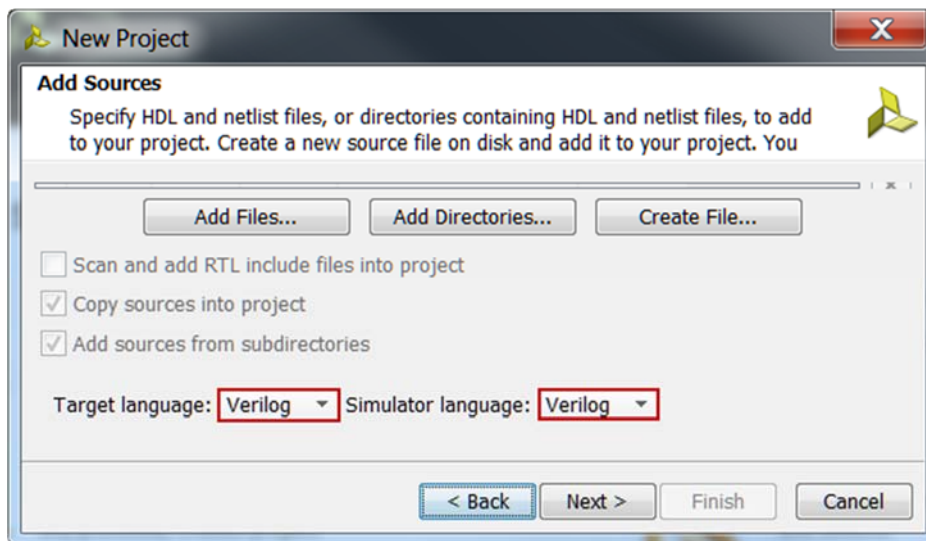 New Project
Add Sources
Specify HDL and netlist files, or directories containing HDL and netlist files, to add
to your project. Create a new source file on disk and add it to your project. You
Add Files... Add Directories... Create File...
Scan and add RTL include files into project
Copy sources into project
Add sources from subdirectories
Target language: Verilog Simulator language: Verilog
< Back Next > Finish Cancel